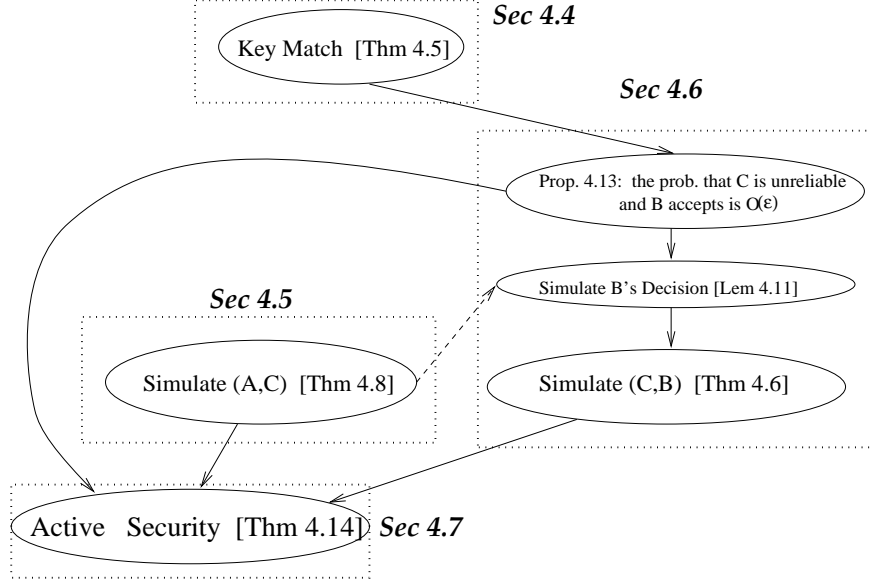 Sec 4.4
Key Match [Thm 4.5]
Sec 4.6
Prop. 4.13: the prob. that C is unreliable
and B accepts is O(ε)
Simulate B's Decision [Lem 4.11]
Sec 4.5
Simulate (A,C) [Thm 4.8]
Simulate (C,B) [Thm 4.6]
Active Security [Thm 4.14]
Sec 4.7